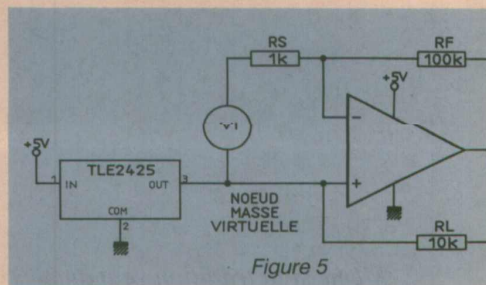 RS
1k
RF
100k
+5V
+5V
TLE2425
1 IN OUT 3
COM
2
NOEUD
MASSE
VIRTUELLE
RL
10k
Figure 5